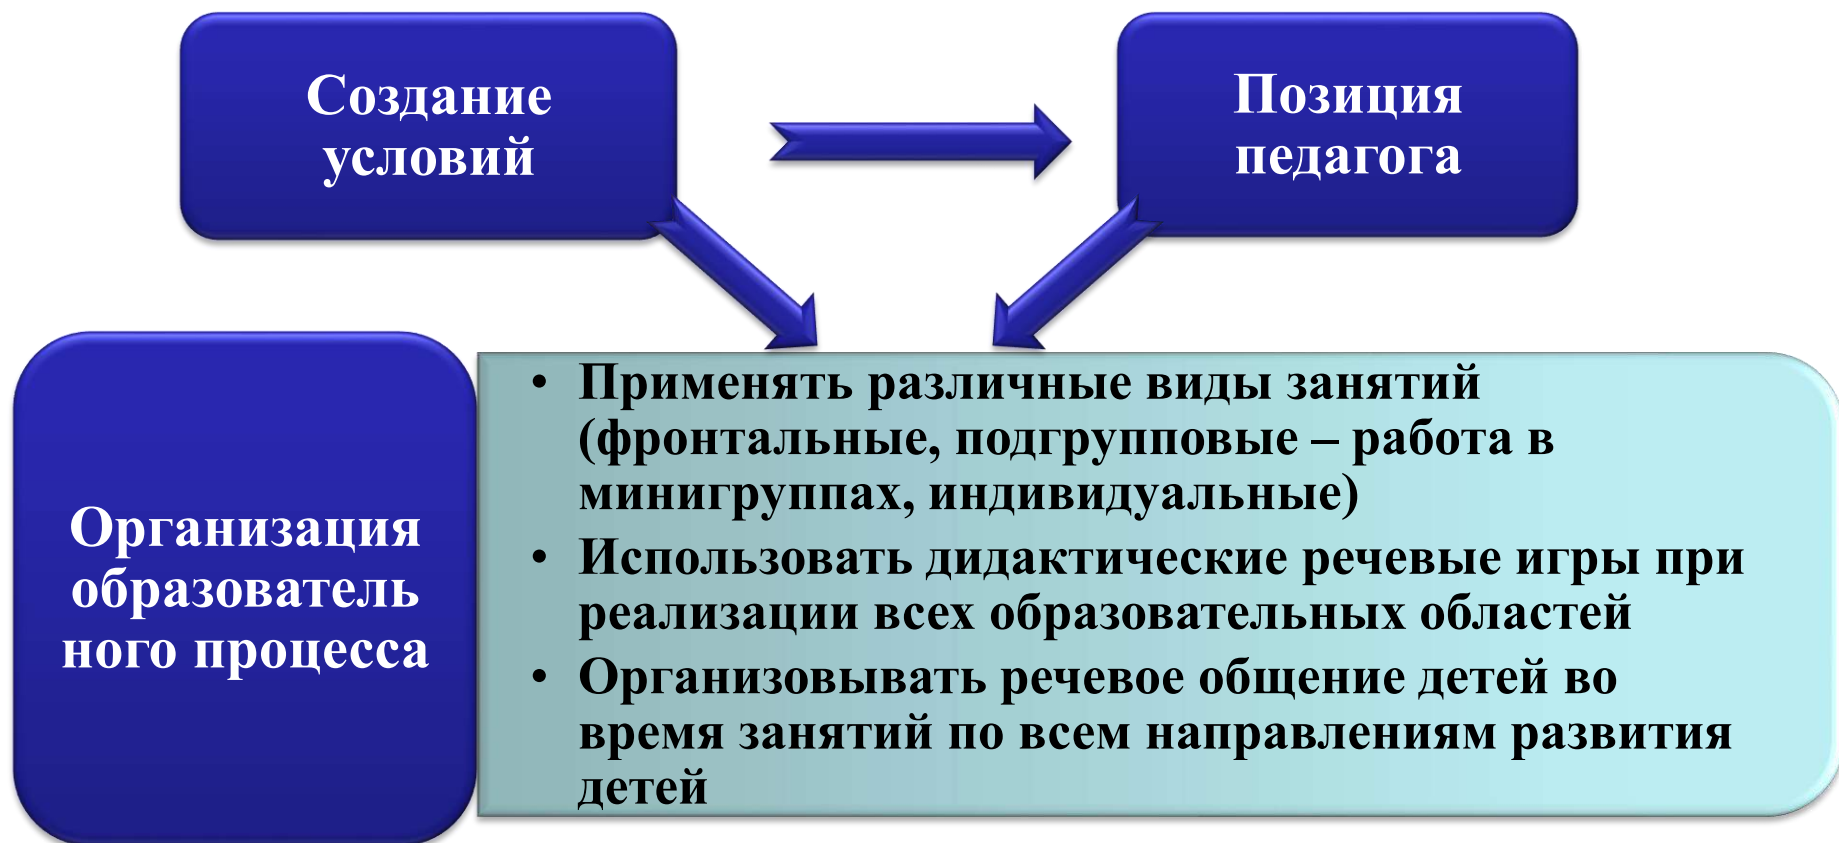 Создание
условий
Позиция
педагога
Организация
образователь
ного процесса
• Применять различные виды занятий
(фронтальные, подгрупповые – работа в
минигруппах, индивидуальные)
• Использовать дидактические речевые игры при
реализации всех образовательных областей
• Организовывать речевое общение детей во
время занятий по всем направлениям развития
детей